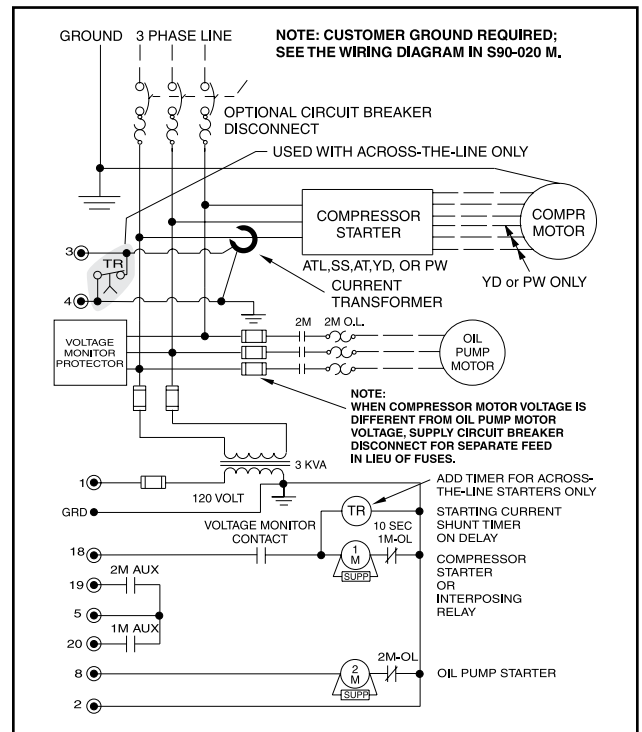 GROUND 3 PHASE LINE
NOTE: CUSTOMER GROUND REQUIRED;
SEE THE WIRING DIAGRAM IN S90-020 M.
OPTIONAL CIRCUIT BREAKER
DISCONNECT
USED WITH ACROSS-THE-LINE ONLY
COMPRESSOR
STARTER
COMPR
MOTOR
ATL,SS,AT,YD, OR PW
YD or PW ONLY
3
TR
4
CURRENT
TRANSFORMER
2M 2M O.L.
VOLTAGE
MONITOR
PROTECTOR
OIL
PUMP
MOTOR
NOTE:
WHEN COMPRESSOR MOTOR VOLTAGE IS
DIFFERENT FROM OIL PUMP MOTOR
VOLTAGE, SUPPLY CIRCUIT BREAKER
DISCONNECT FOR SEPARATE FEED
IN LIEU OF FUSES.
3 KVA
1
120 VOLT
GRD
ADD TIMER FOR ACROSS-
THE-LINE STARTERS ONLY
TR
STARTING CURRENT
SHUNT TIMER
ON DELAY
VOLTAGE MONITOR
CONTACT
10 SEC
1M-OL
18
1
M
SUPP
COMPRESSOR
STARTER
OR
INTERPOSING
RELAY
2M AUX
19
5
1M AUX
20
8
2
M
SUPP
2M-OL
OIL PUMP STARTER
2